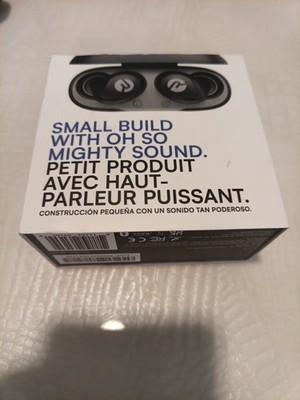 SMALL BUILD
WITH OH SO
MIGHTY SOUND.
PETIT PRODUIT
AVEC HAUT-
PARLEUR PUISSANT.
CONSTRUCCIÓN PEQUEÑA CON UN SONIDO TAN PODEROSO.